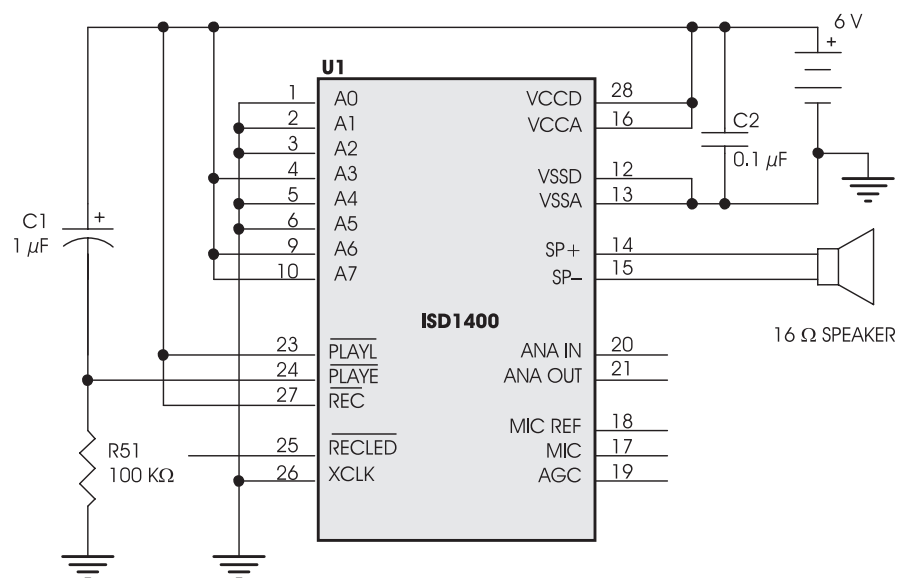 6 V
+
U1
1 A0
2 A1
3 A2
4 A3
5 A4
6 A5
9 A6
10 A7
23 PLAYL
24 PLAYE
27 REC
25 RECLED
26 XCLK
ISD1400
VCCD 28
VCCA 16
VSSD 12
VSSA 13
SP+ 14
SP– 15
ANA IN 20
ANA OUT 21
MIC REF 18
MIC 17
AGC 19
C1 +
1 µF
R51
100 KΩ
C2
0.1 µF
16 Ω SPEAKER